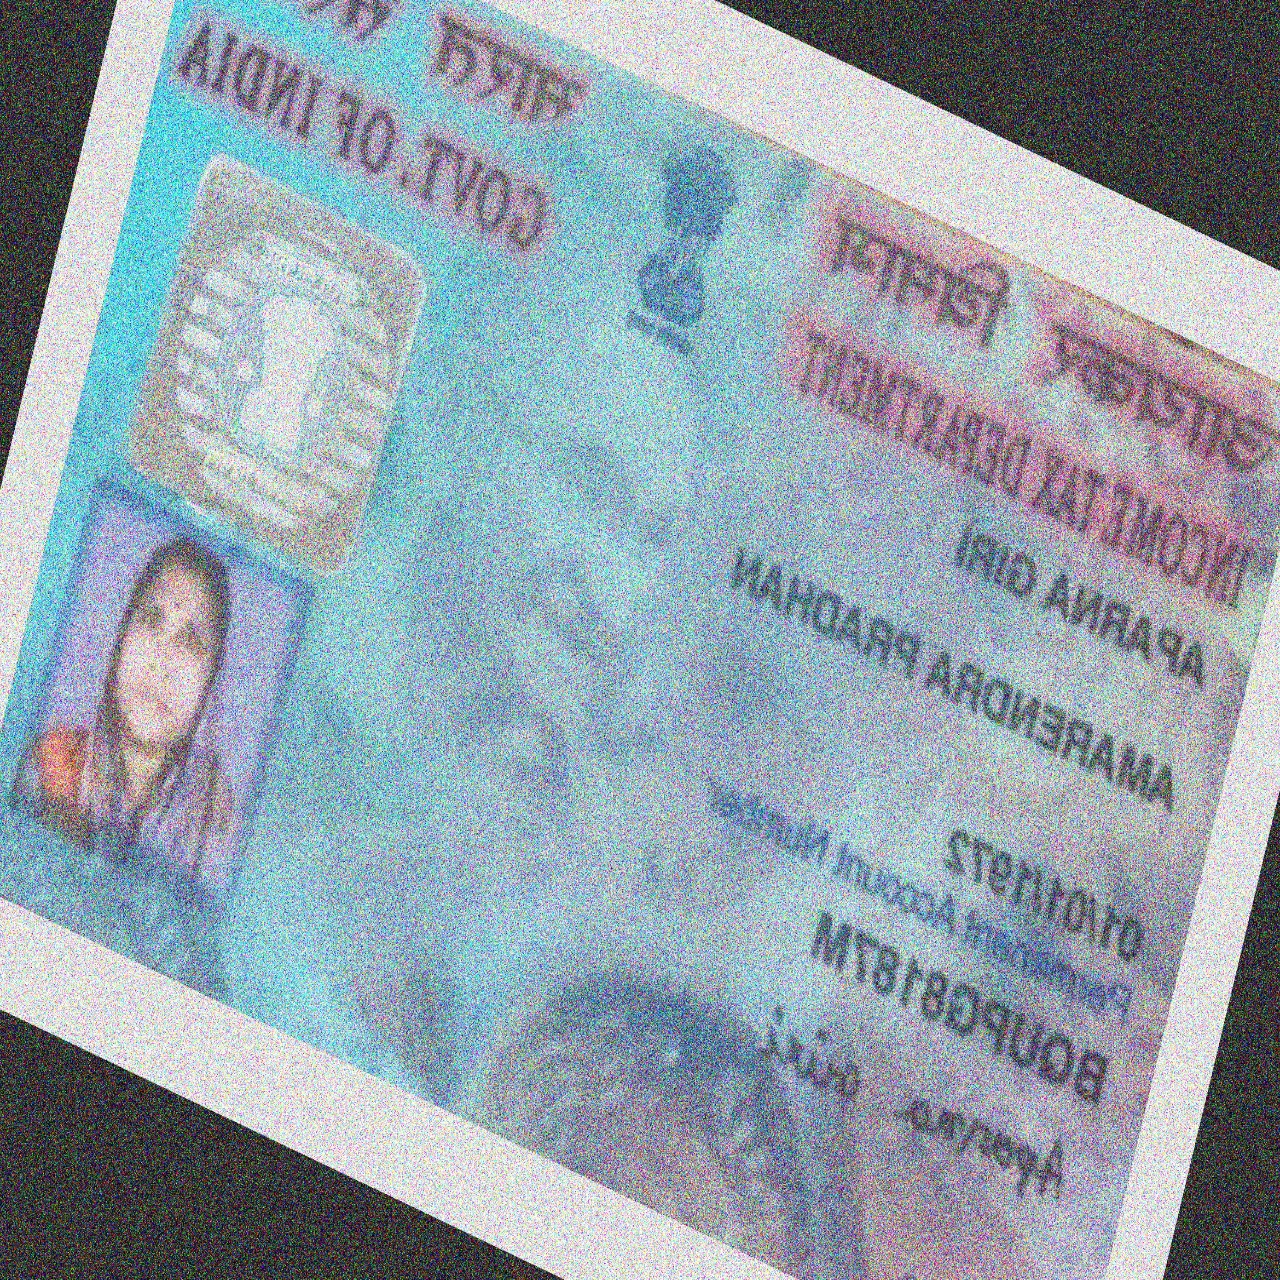 आयकर विभाग
INCOME TAX DEPARTMENT
भारत सरकार
GOVT. OF INDIA
APARNA GIRI
AMARENDRA PRADHAN
01/01/1972
Permanent Account Number
BQUPG8187M
Aparna Giri